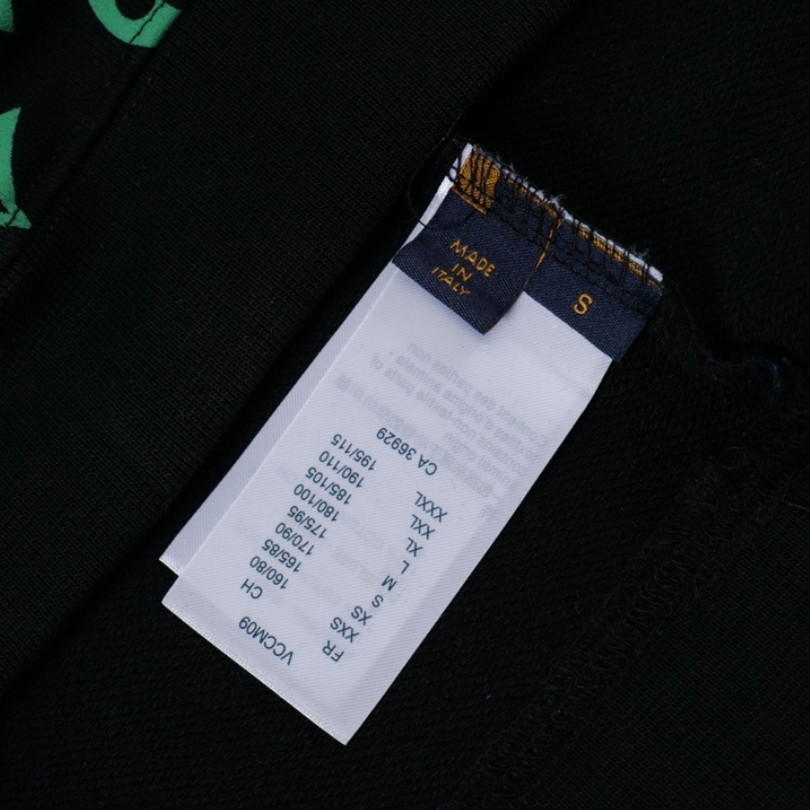 MADE
IN
ITALY
S
VCCM09
FR CH
XXS 160/80
XS 165/85
S 170/90
M 175/95
L 180/100
XL 185/105
XXL 190/110
XXXL 195/115
CA 36929